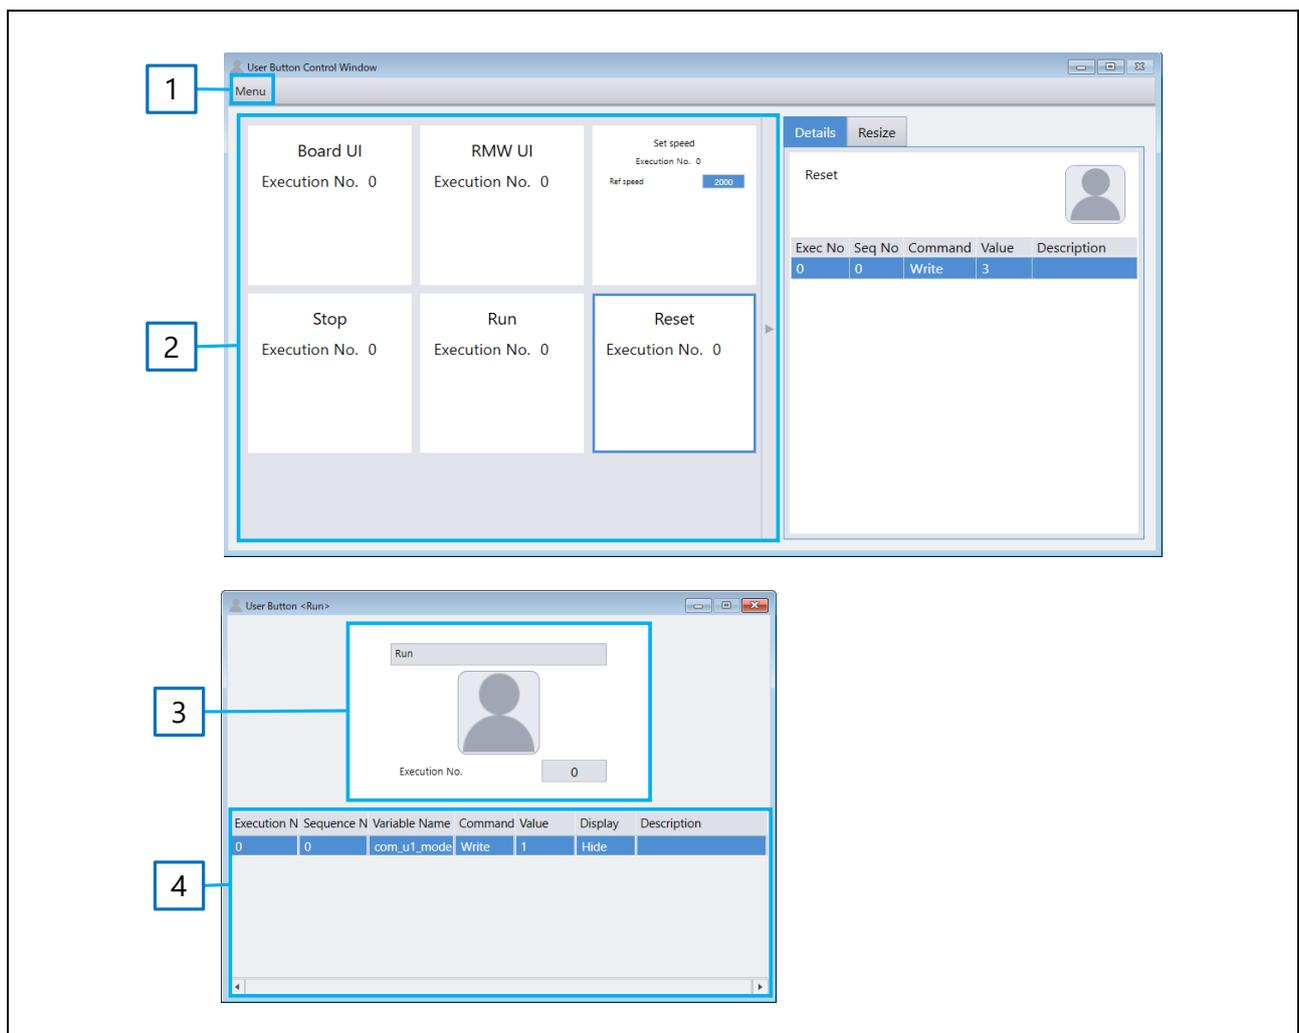 User Button Control Window
1
Menu
Board UI
Execution No. 0
RMW UI
Execution No. 0
Set speed
Execution No. 0
Ref speed 2000
Stop
Execution No. 0
Run
Execution No. 0
Reset
Execution No. 0
2
Details Resize
Reset
Exec No Seq No Command Value Description
0 0 Write 3
User Button <Run>
3
Run
Execution No. 0
4
Execution N Sequence N Variable Name Command Value Display Description
0 0 com_u1_mode Write 1 Hide